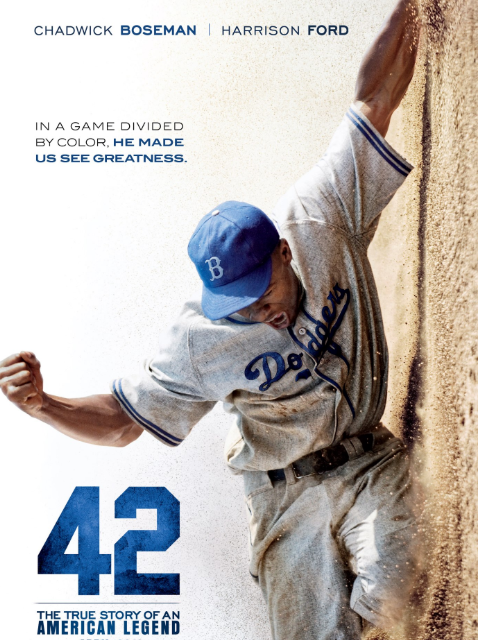 CHADWICK BOSEMAN | HARRISON FORD
IN A GAME DIVIDED
BY COLOR, HE MADE
US SEE GREATNESS.
B
Dodgers
42
THE TRUE STORY OF AN
AMERICAN LEGEND